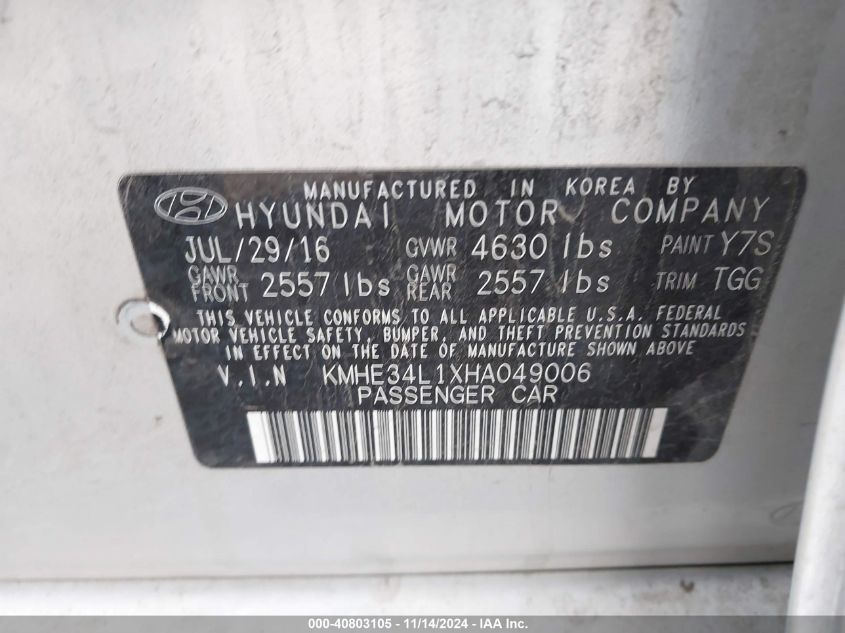 MANUFACTURED IN KOREA BY
HYUNDAI MOTOR COMPANY
JUL/29/16 GVWR 4630 lbs PAINT Y7S
GAWR FRONT 2557 lbs GAWR REAR 2557 lbs TRIM TGG
THIS VEHICLE CONFORMS TO ALL APPLICABLE U.S.A. FEDERAL
MOTOR VEHICLE SAFETY, BUMPER, AND THEFT PREVENTION STANDARDS
IN EFFECT ON THE DATE OF MANUFACTURE SHOWN ABOVE
V.I.N KMHE34L1XHA049006
PASSENGER CAR
000-40803105 - 11/14/2024 - IAA Inc.